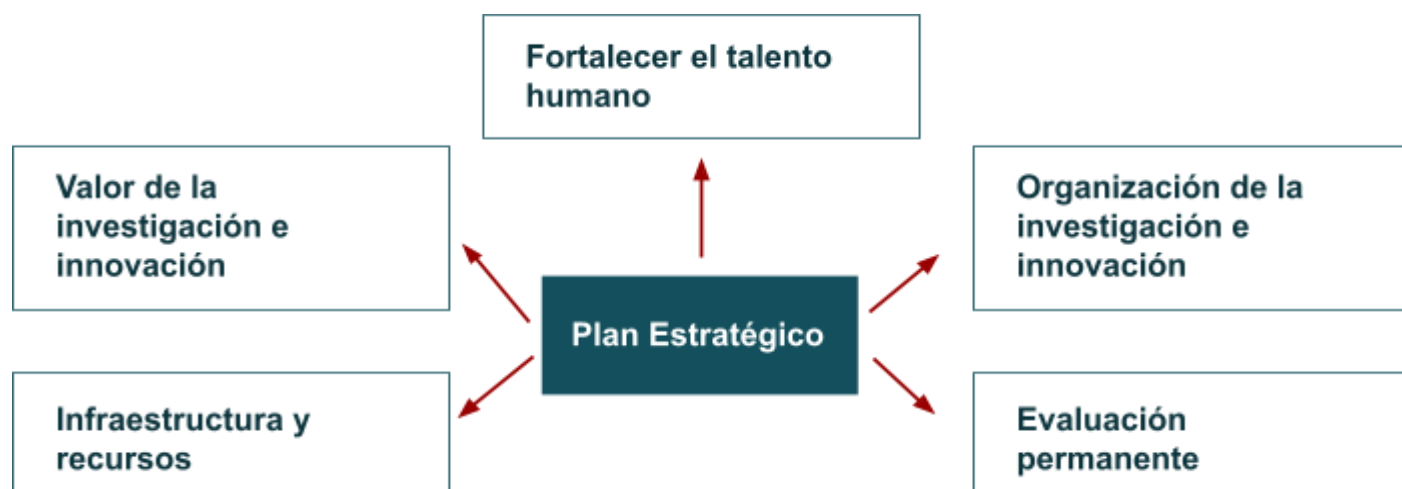 Fortalecer el talento
humano
Valor de la
investigación e
innovación
Organización de la
investigación e
innovación
Plan Estratégico
Infraestructura y
recursos
Evaluación
permanente